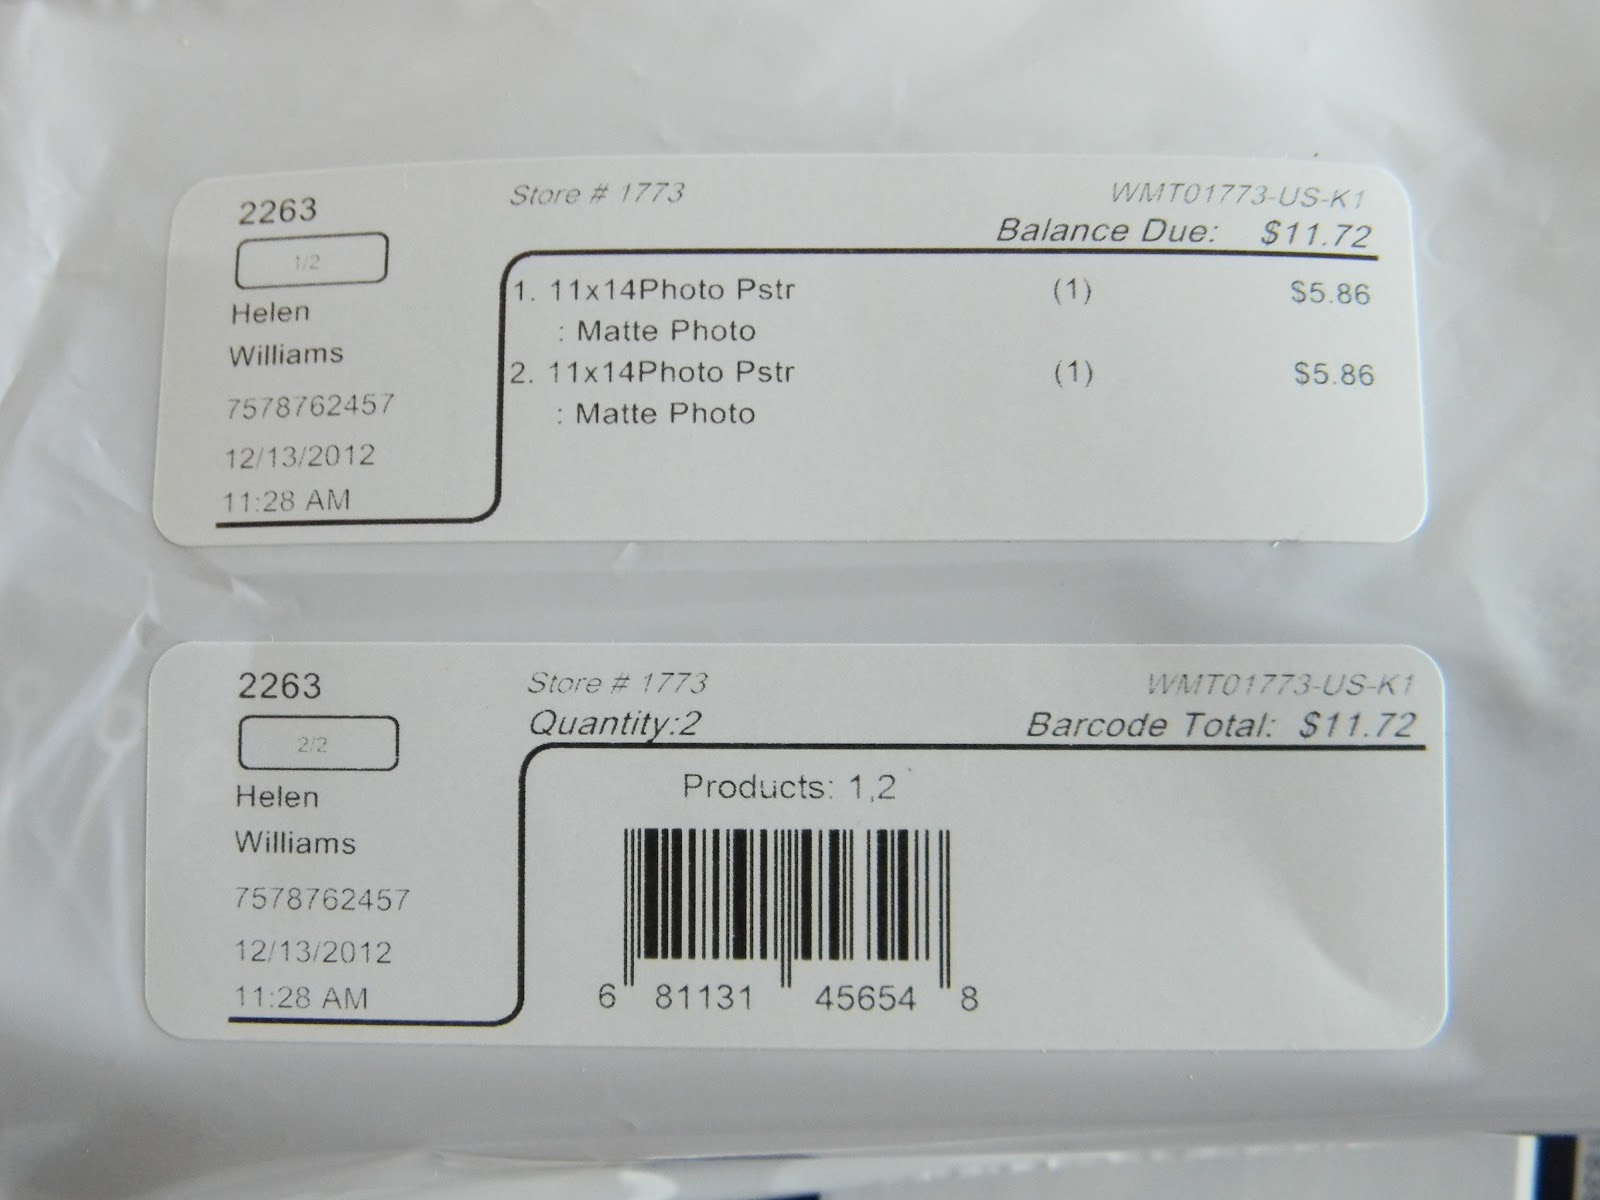 2263
1/2
Helen
Williams
7578762457
12/13/2012
11:28 AM
Store # 1773
WMT01773-US-K1
Balance Due: $11.72
1. 11x14Photo Pstr (1) $5.86
: Matte Photo
2. 11x14Photo Pstr (1) $5.86
: Matte Photo
2263
2/2
Helen
Williams
7578762457
12/13/2012
11:28 AM
Store # 1773
WMT01773-US-K1
Quantity:2
Barcode Total: $11.72
Products: 1,2
6 81131 45654 8